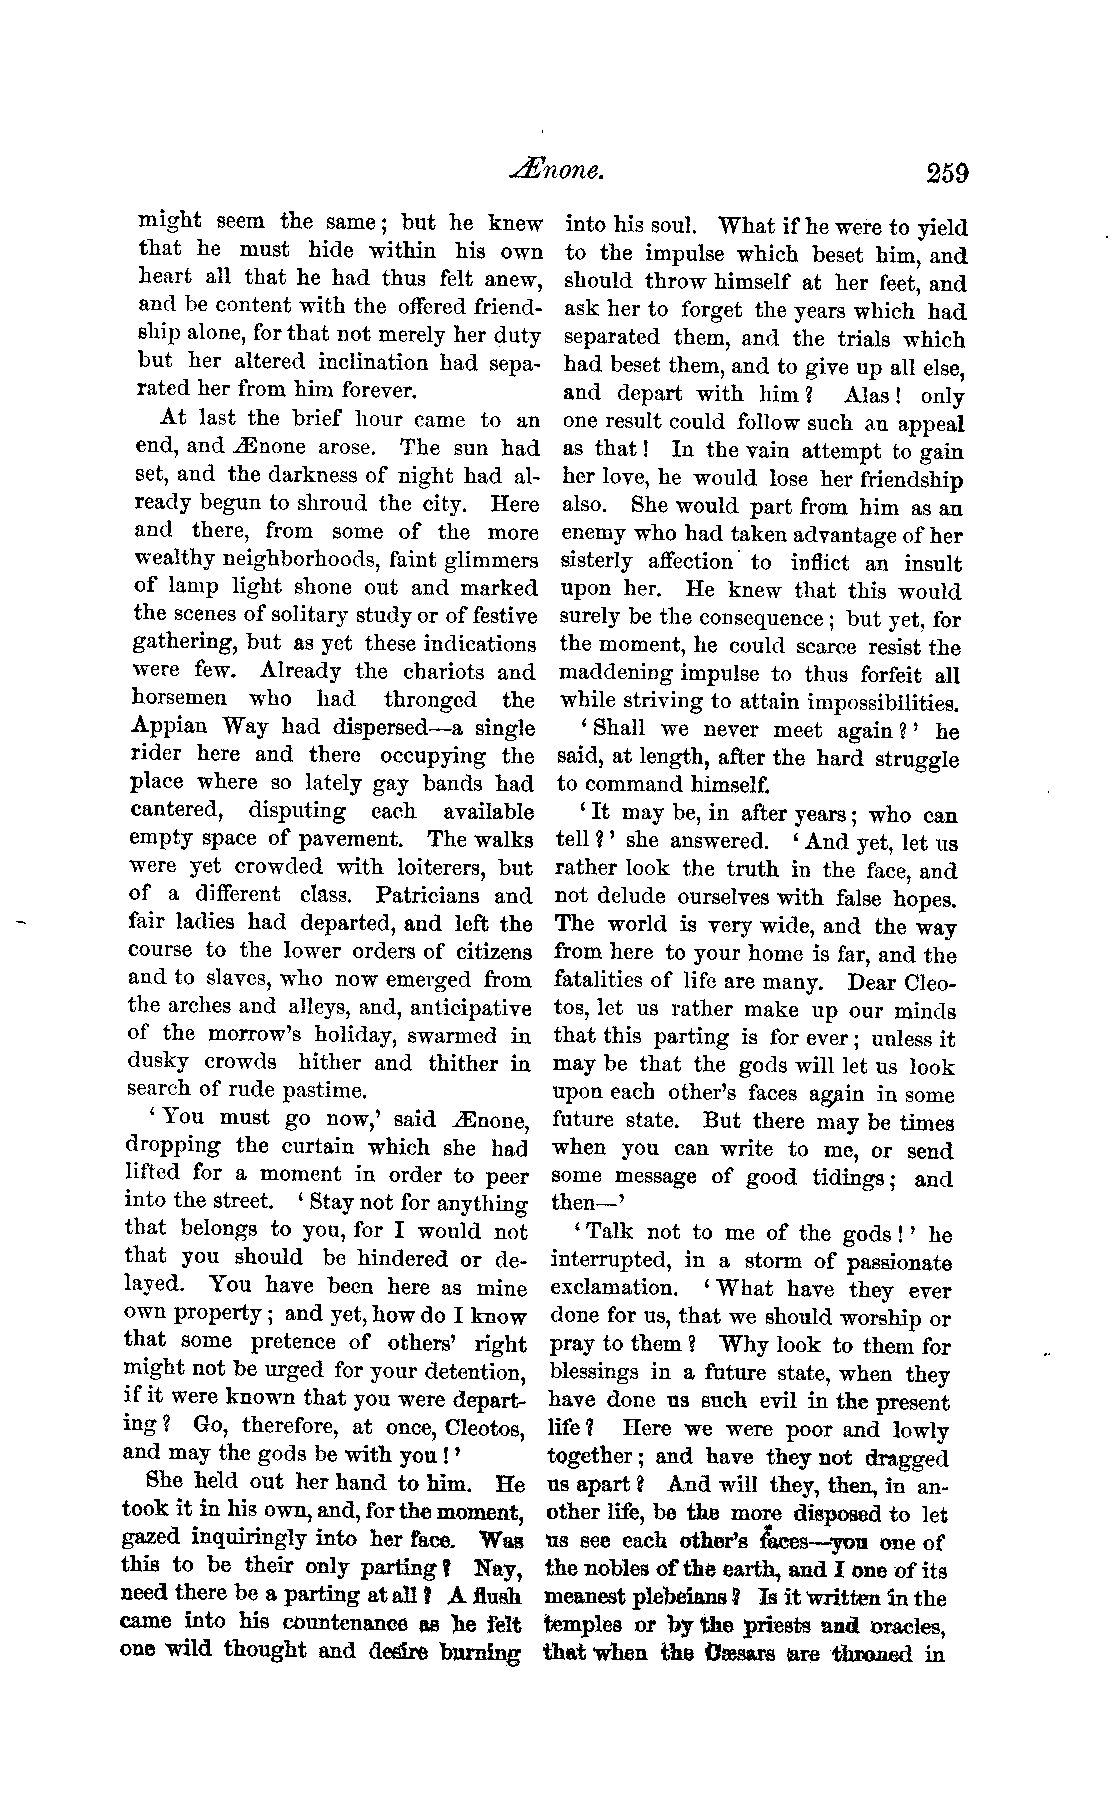 Ænone.
259
might seem the same; but he knew
that he must hide within his own
heart all that he had thus felt anew,
and be content with the offered friend-
ship alone, for that not merely her duty
but her altered inclination had sepa-
rated her from him forever.
At last the brief hour came to an
end, and Ænone arose. The sun had
set, and the darkness of night had al-
ready begun to shroud the city. Here
and there, from some of the more
wealthy neighborhoods, faint glimmers
of lamp light shone out and marked
the scenes of solitary study or of festive
gathering, but as yet these indications
were few. Already the chariots and
horsemen who had thronged the
Appian Way had dispersed—a single
rider here and there occupying the
place where so lately gay bands had
cantered, disputing each available
empty space of pavement. The walks
were yet crowded with loiterers, but
of a different class. Patricians and
fair ladies had departed, and left the
course to the lower orders of citizens
and to slaves, who now emerged from
the arches and alleys, and, anticipative
of the morrow's holiday, swarmed in
dusky crowds hither and thither in
search of rude pastime.
'You must go now,' said Ænone,
dropping the curtain which she had
lifted for a moment in order to peer
into the street. 'Stay not for anything
that belongs to you, for I would not
that you should be hindered or de-
layed. You have been here as mine
own property; and yet, how do I know
that some pretence of others' right
might not be urged for your detention,
if it were known that you were depart-
ing? Go, therefore, at once, Cleotos,
and may the gods be with you!'
She held out her hand to him. He
took it in his own, and, for the moment,
gazed inquiringly into her face. Was
this to be their only parting? Nay,
need there be a parting at all? A flush
came into his countenance as he felt
one wild thought and desire burning
into his soul. What if he were to yield
to the impulse which beset him, and
should throw himself at her feet, and
ask her to forget the years which had
separated them, and the trials which
had beset them, and to give up all else,
and depart with him? Alas! only
one result could follow such an appeal
as that! In the vain attempt to gain
her love, he would lose her friendship
also. She would part from him as an
enemy who had taken advantage of her
sisterly affection to inflict an insult
upon her. He knew that this would
surely be the consequence; but yet, for
the moment, he could scarce resist the
maddening impulse to thus forfeit all
while striving to attain impossibilities.
'Shall we never meet again?' he
said, at length, after the hard struggle
to command himself.
'It may be, in after years; who can
tell?' she answered. 'And yet, let us
rather look the truth in the face, and
not delude ourselves with false hopes.
The world is very wide, and the way
from here to your home is far, and the
fatalities of life are many. Dear Cleo-
tos, let us rather make up our minds
that this parting is for ever; unless it
may be that the gods will let us look
upon each other's faces again in some
future state. But there may be times
when you can write to me, or send
some message of good tidings; and
then—'
'Talk not to me of the gods!' he
interrupted, in a storm of passionate
exclamation. 'What have they ever
done for us, that we should worship or
pray to them? Why look to them for
blessings in a future state, when they
have done us such evil in the present
life? Here we were poor and lowly
together; and have they not dragged
us apart? And will they, then, in an-
other life, be the more disposed to let
us see each other's faces—you one of
the nobles of the earth, and I one of its
meanest plebeians? Is it written in the
temples or by the priests and oracles,
that when the Cæsars are throned in